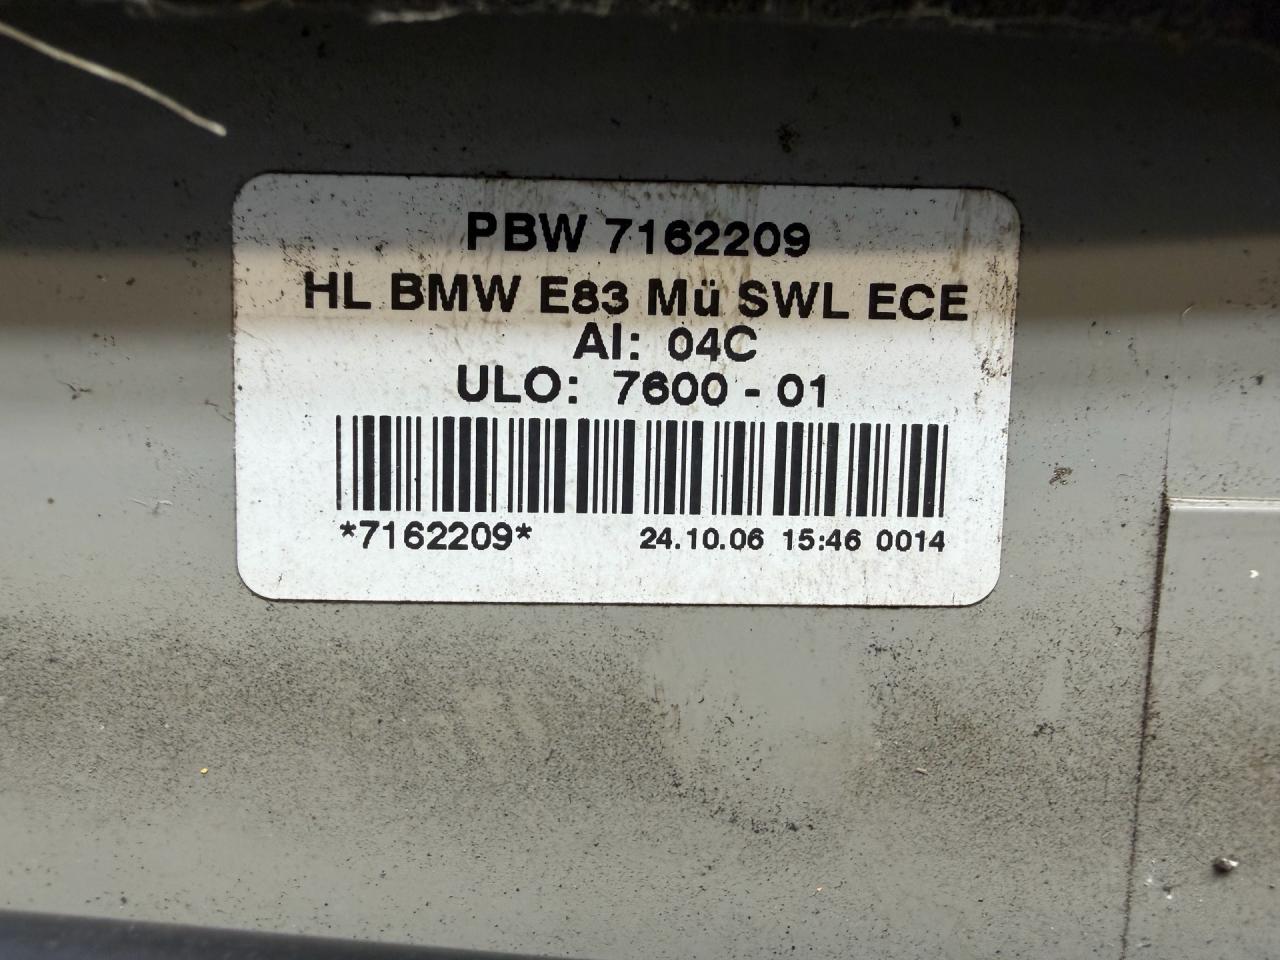 PBW 7162209
HL BMW E83 Mü SWL ECE
AI: 04C
ULO: 7600 - 01
*7162209* 24.10.06 15:46 0014